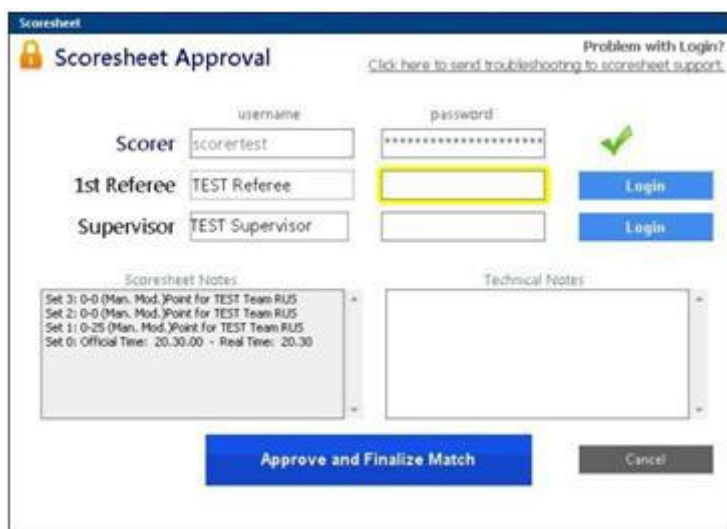 Scoresheet
Scoresheet Approval
Problem with Login?
Click here to send troubleshooting to scoresheet support.
username password
Scorer scorertest *********************
1st Referee TEST Referee Login
Supervisor TEST Supervisor Login
Scoresheet Notes Technical Notes
Set 3: 0-0 (Man. Mod.)Point for TEST Team RUS
Set 2: 0-0 (Man. Mod.)Point for TEST Team RUS
Set 1: 0-25 (Man. Mod.)Point for TEST Team RUS
Set 0: Official Time: 20.30.00 - Real Time: 20.30
Approve and Finalize Match Cancel